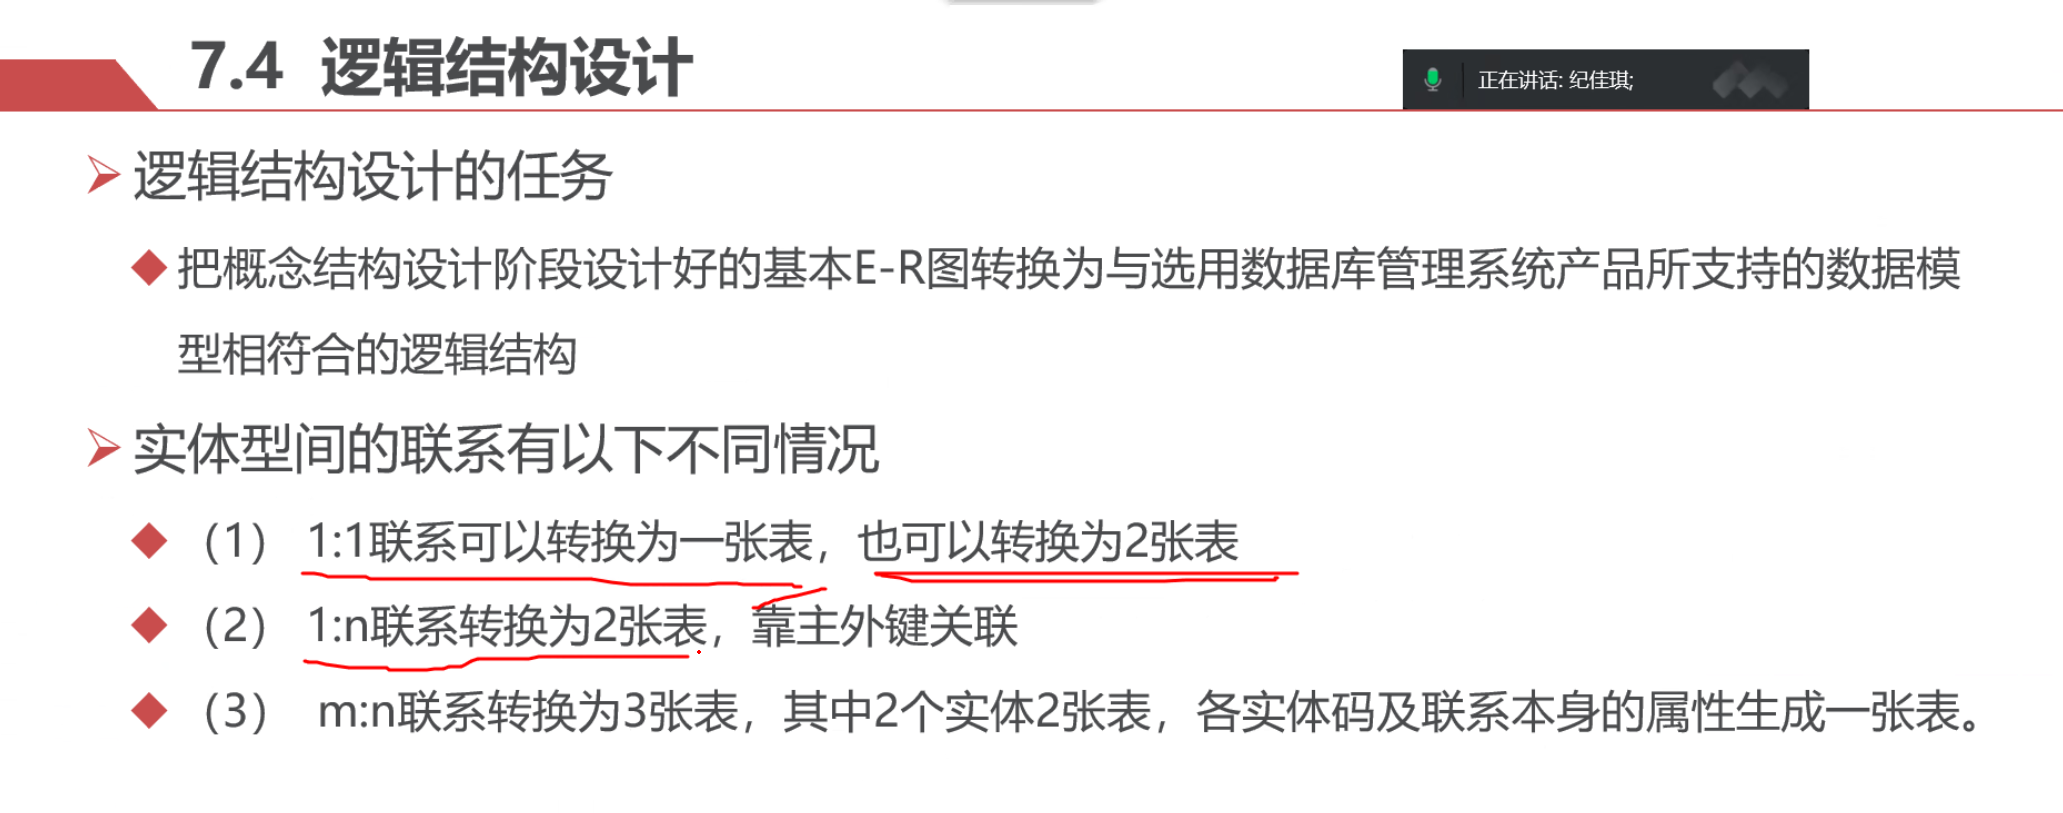 7.4 逻辑结构设计
正在讲话: 纪佳琪;
逻辑结构设计的任务
把概念结构设计阶段设计好的基本E-R图转换为与选用数据库管理系统产品所支持的数据模
型相符合的逻辑结构
实体型间的联系有以下不同情况
（1） 1:1联系可以转换为一张表，也可以转换为2张表
（2） 1:n联系转换为2张表，靠主外键关联
（3） m:n联系转换为3张表，其中2个实体2张表，各实体码及联系本身的属性生成一张表。